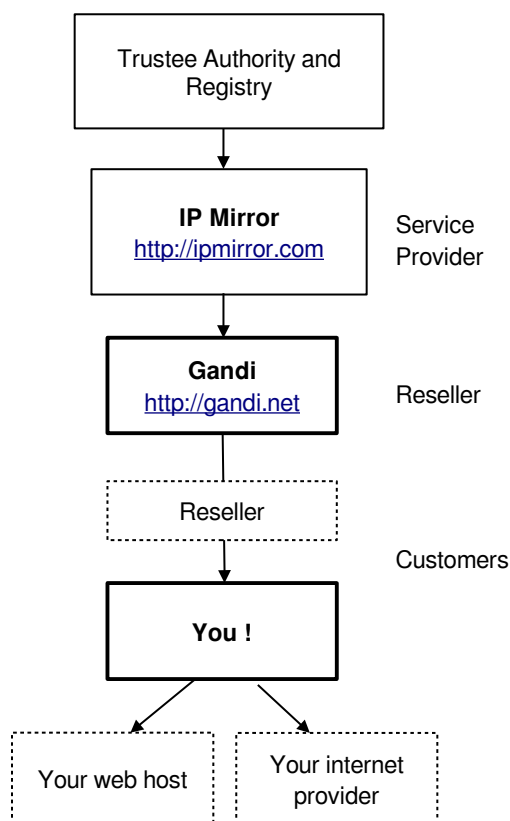 Trustee Authority and
Registry
IP Mirror
http://ipmirror.com
Service
Provider
Gandi
http://gandi.net
Reseller
Reseller
Customers
You !
Your web host
Your internet
provider